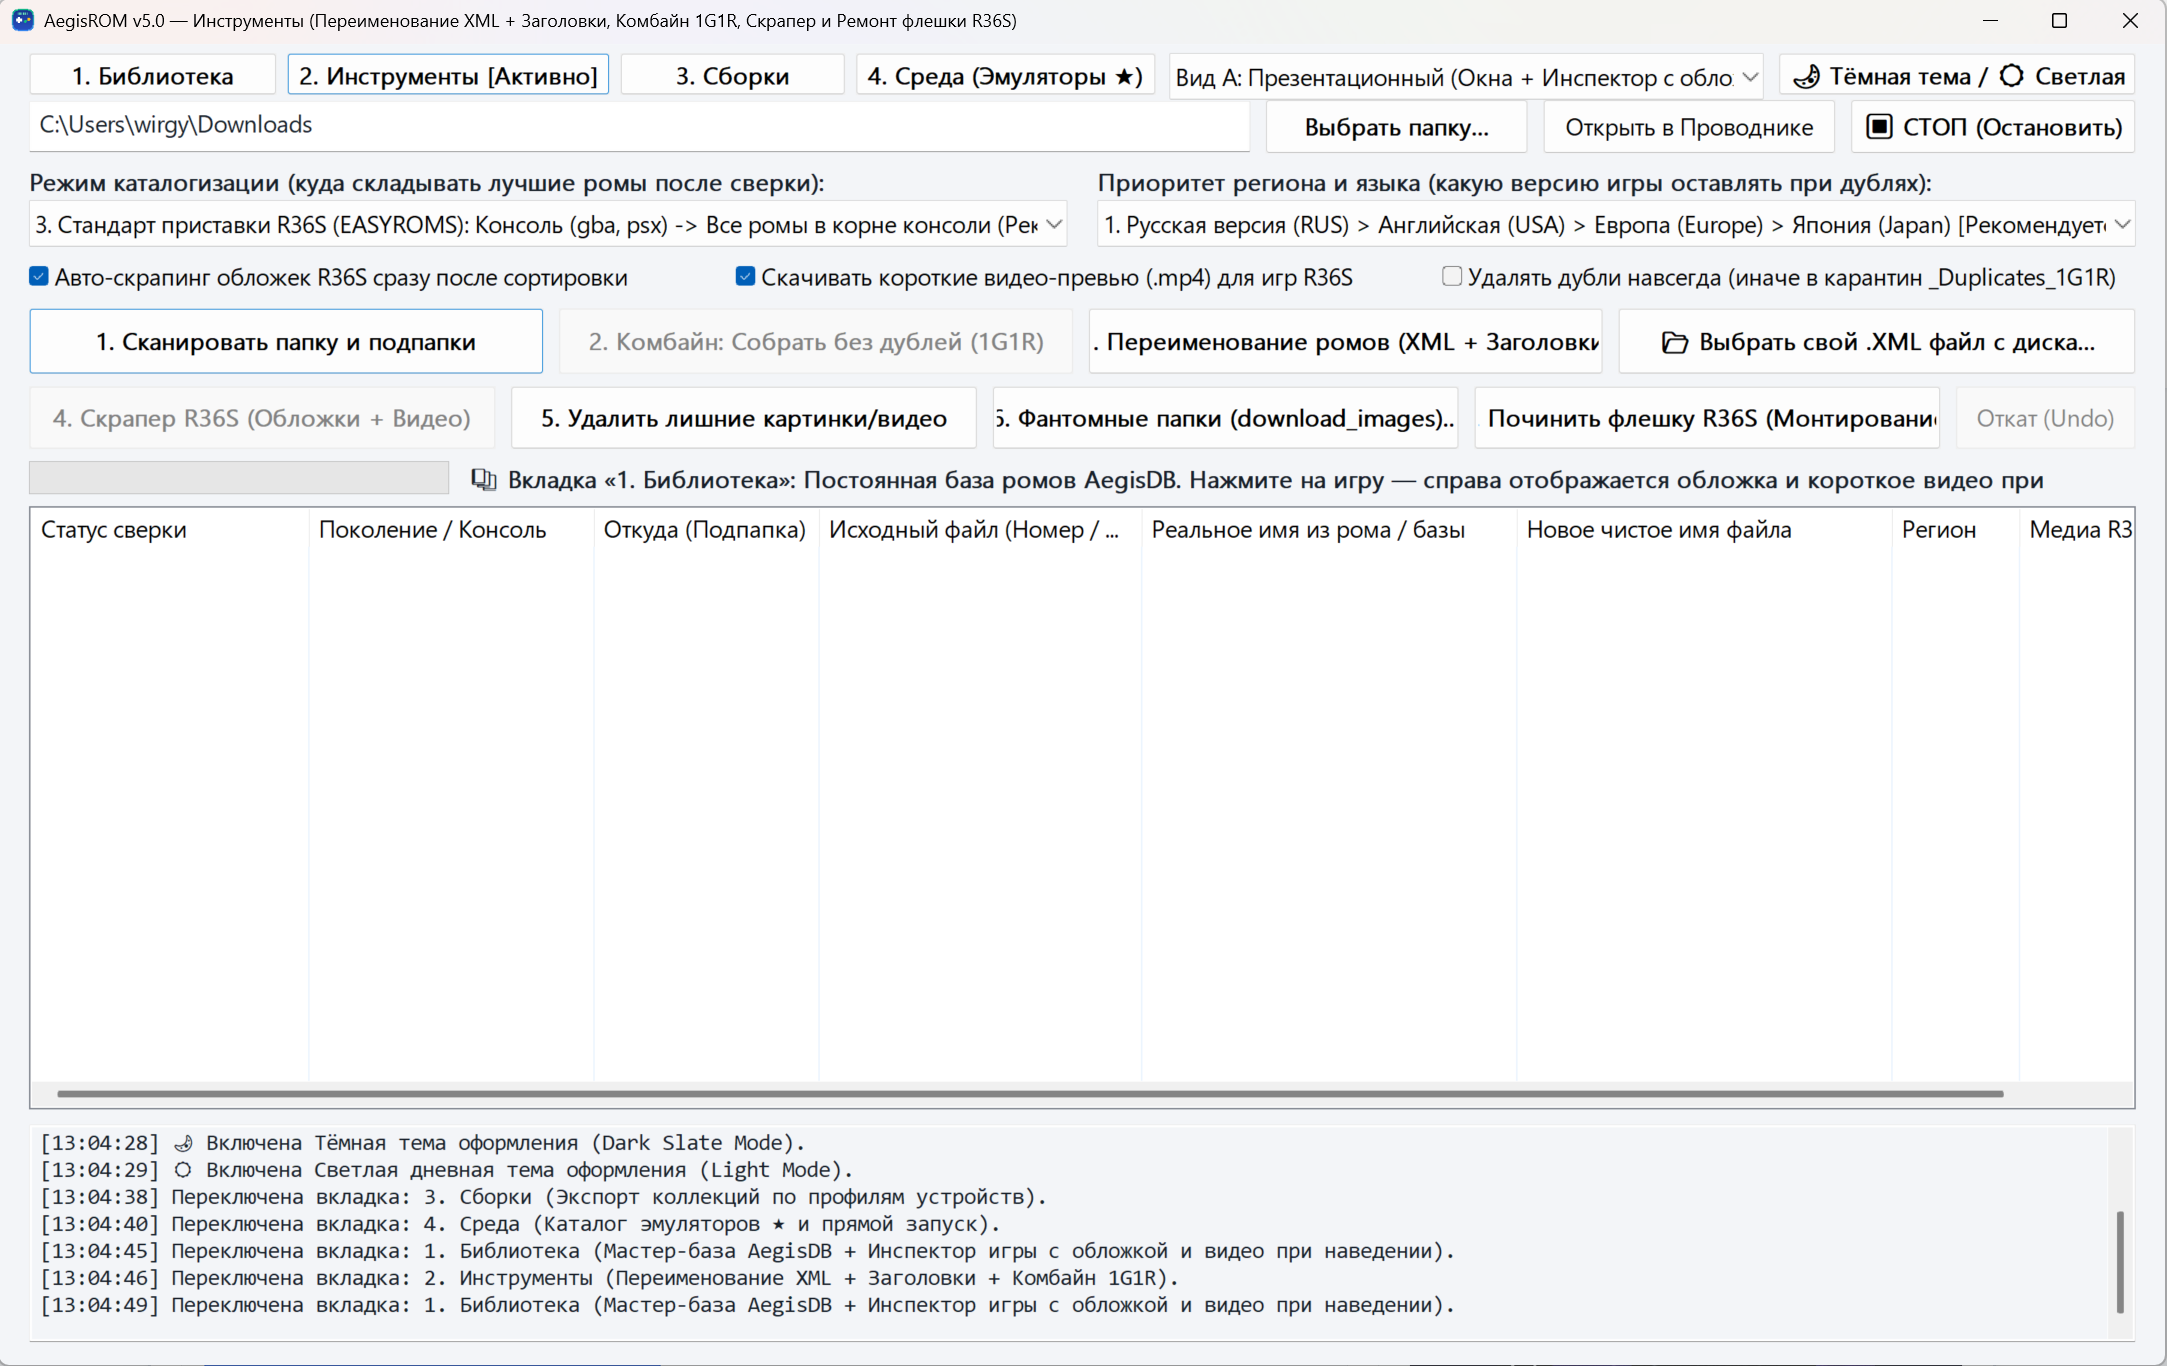 AegisROM v5.0 — Инструменты (Переименование XML + Заголовки, Комбайн 1G1R, Скрапер и Ремонт флешки R36S)
1. Библиотека
2. Инструменты [Активно]
3. Сборки
4. Среда (Эмуляторы ★)
Вид А: Презентационный (Окна + Инспектор с обло
Тёмная тема / Светлая
C:\Users\wirgy\Downloads
Выбрать папку...
Открыть в Проводнике
СТОП (Остановить)
Режим каталогизации (куда складывать лучшие ромы после сверки):
Приоритет региона и языка (какую версию игры оставлять при дублях):
3. Стандарт приставки R36S (EASYROMS): Консоль (gba, psx) -> Все ромы в корне консоли (Рек
1. Русская версия (RUS) > Английская (USA) > Европа (Europe) > Япония (Japan) [Рекомендует
Авто-скрапинг обложек R36S сразу после сортировки
Скачивать короткие видео-превью (.mp4) для игр R36S
Удалять дубли навсегда (иначе в карантин _Duplicates_1G1R)
1. Сканировать папку и подпапки
2. Комбайн: Собрать без дублей (1G1R)
. Переименование ромов (XML + Заголовки
Выбрать свой .XML файл с диска...
4. Скрапер R36S (Обложки + Видео)
5. Удалить лишние картинки/видео
6. Фантомные папки (download_images)..
Починить флешку R36S (Монтировани
Откат (Undo)
Вкладка «1. Библиотека»: Постоянная база ромов AegisDB. Нажмите на игру — справа отображается обложка и короткое видео при
Статус сверки
Поколение / Консоль
Откуда (Подпапка)
Исходный файл (Номер / ...
Реальное имя из рома / базы
Новое чистое имя файла
Регион
Медиа R3
[13:04:28] Включена Тёмная тема оформления (Dark Slate Mode).
[13:04:29] Включена Светлая дневная тема оформления (Light Mode).
[13:04:38] Переключена вкладка: 3. Сборки (Экспорт коллекций по профилям устройств).
[13:04:40] Переключена вкладка: 4. Среда (Каталог эмуляторов ★ и прямой запуск).
[13:04:45] Переключена вкладка: 1. Библиотека (Мастер-база AegisDB + Инспектор игры с обложкой и видео при наведении).
[13:04:46] Переключена вкладка: 2. Инструменты (Переименование XML + Заголовки + Комбайн 1G1R).
[13:04:49] Переключена вкладка: 1. Библиотека (Мастер-база AegisDB + Инспектор игры с обложкой и видео при наведении).